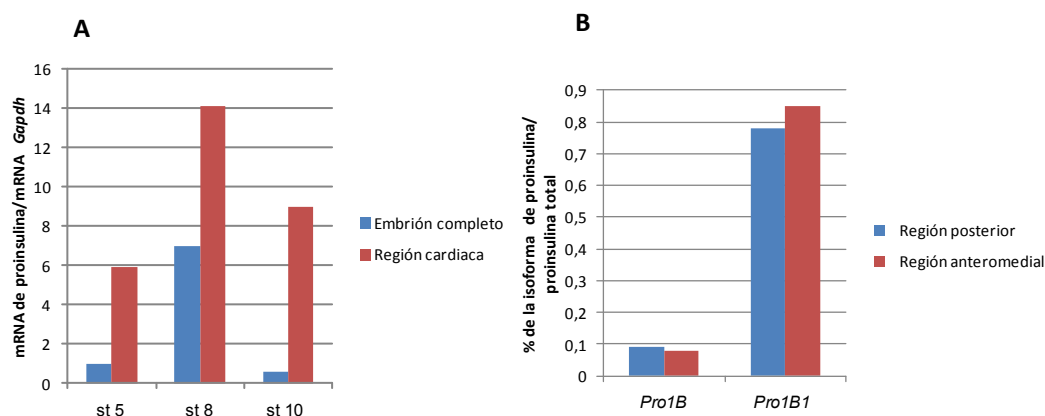 A
mRNA de proinsulina/ mRNA Gapdh
16
14
12
10
8
6
4
2
0
st 5
st 8
st 10
Embrión completo
Región cardiaca
B
% de la isoforma de proinsulina/
proinsulina total
0,9
0,8
0,7
0,6
0,5
0,4
0,3
0,2
0,1
0
Pro1B
Pro1B1
Región posterior
Región anteromedial